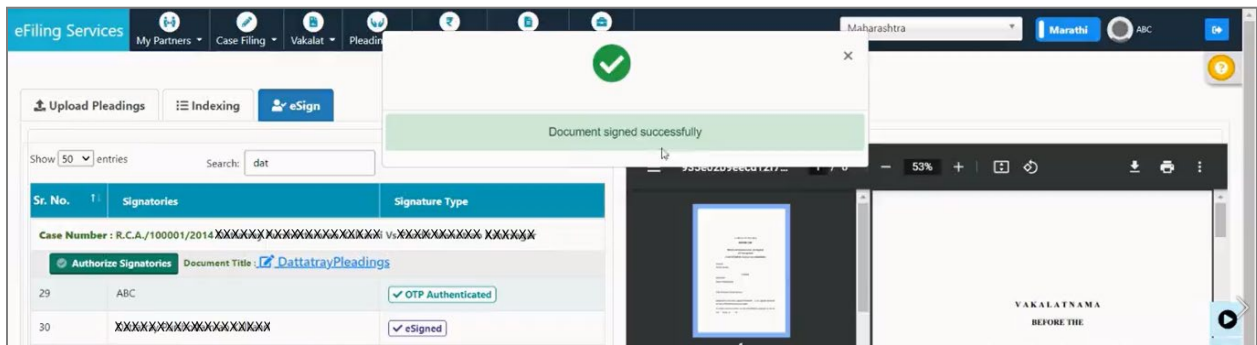 eFiling Services
My Partners
Case Filing
Vakalat
Maharashtra
Marathi
ABC
Upload Pleadings
Indexing
eSign
Document signed successfully
Show 50 entries
Search: dat
53%
Sr. No.
Signatories
Signature Type
Case Number : R.C.A./100001/2014
Vs
Authorize Signatories
Document Title :
DattatrayPleadings
29
ABC
OTP Authenticated
30
eSigned
VAKALATNAMA
BEFORE THE